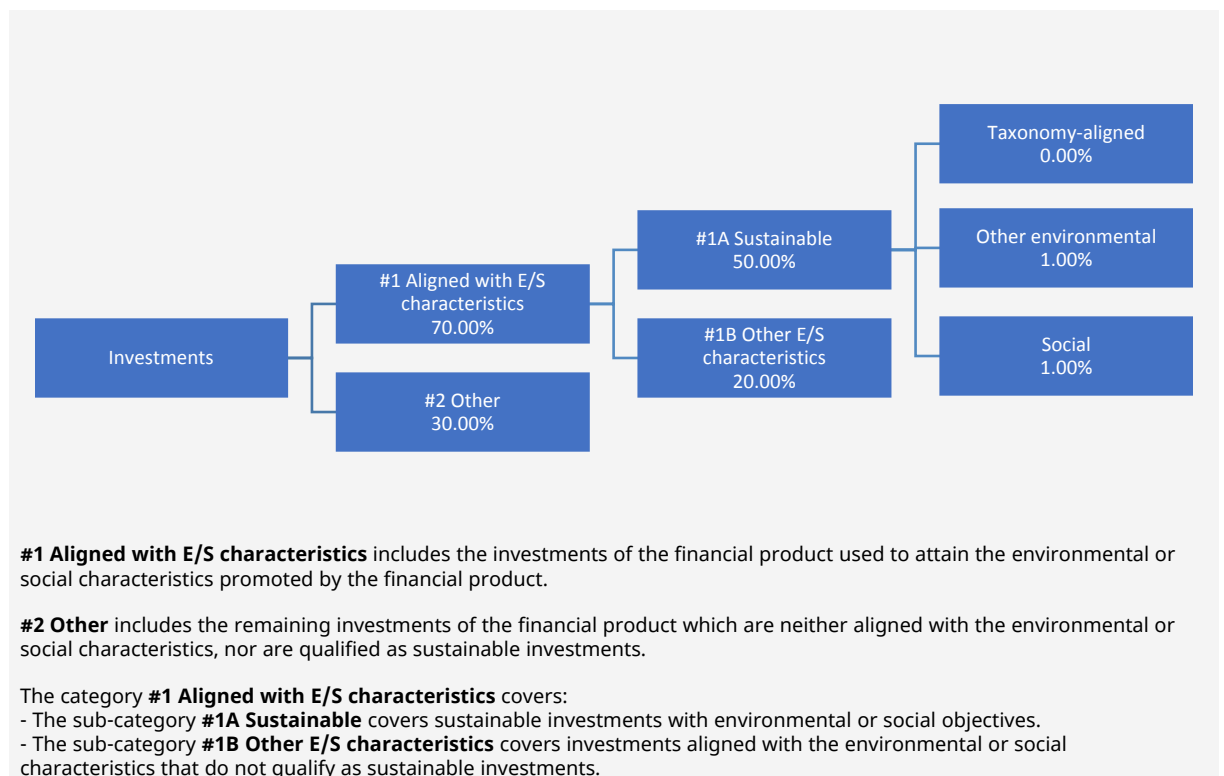 Taxonomy-aligned
0.00%
#1A Sustainable
50.00%
Other environmental
1.00%
#1 Aligned with E/S
characteristics
70.00%
Investments
#1B Other E/S
characteristics
20.00%
Social
1.00%
#2 Other
30.00%
#1 Aligned with E/S characteristics includes the investments of the financial product used to attain the environmental or
social characteristics promoted by the financial product.
#2 Other includes the remaining investments of the financial product which are neither aligned with the environmental or
social characteristics, nor are qualified as sustainable investments.
The category #1 Aligned with E/S characteristics covers:
- The sub-category #1A Sustainable covers sustainable investments with environmental or social objectives.
- The sub-category #1B Other E/S characteristics covers investments aligned with the environmental or social
characteristics that do not qualify as sustainable investments.